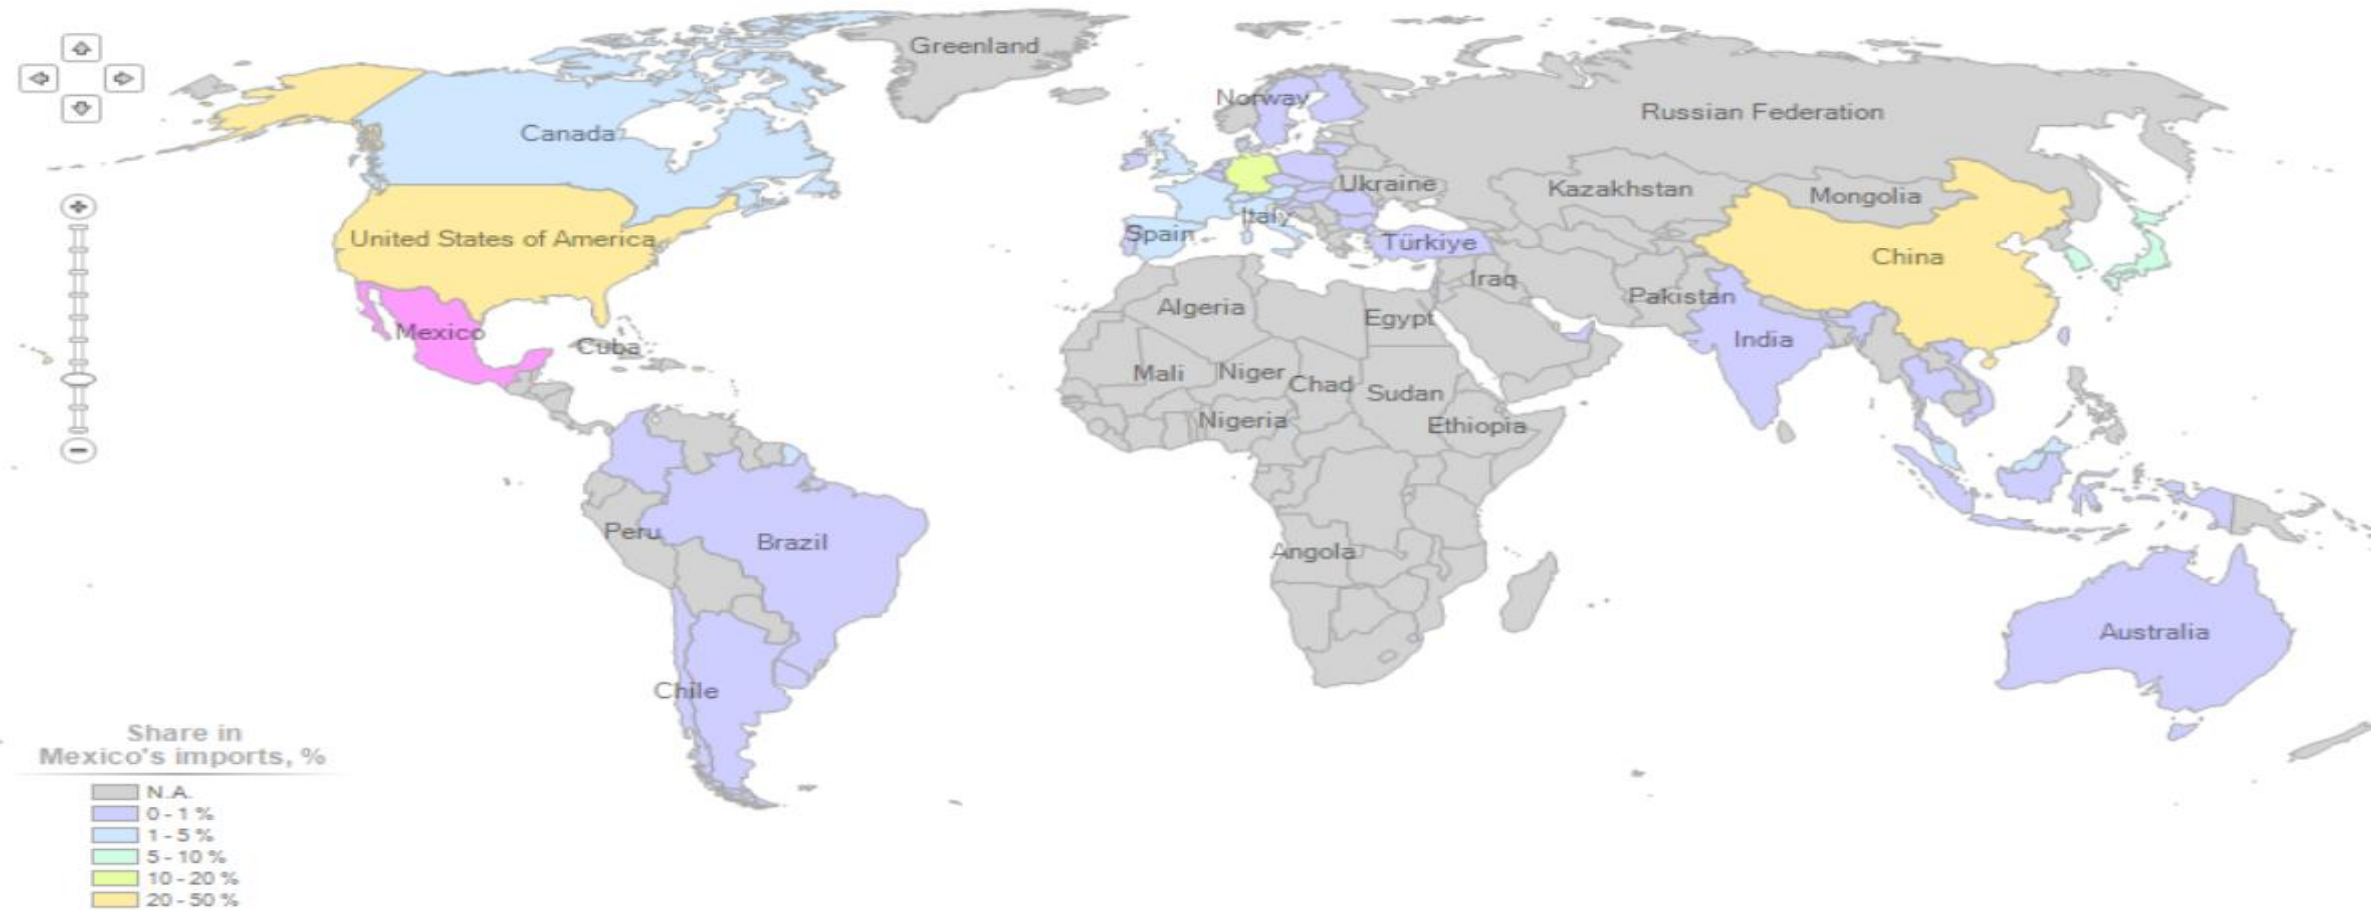 Greenland
Norway
Russian Federation
Canada
Ukraine
Kazakhstan
Mongolia
Italy
Spain
United States of America
Türkiye
China
Iraq
Pakistan
Algeria
Egypt
India
Mexico
Cuba
Mali
Niger
Chad
Sudan
Nigeria
Ethiopia
Peru
Brazil
Angola
Australia
Chile
Share in
Mexico's imports, %
N.A.
0 - 1 %
1 - 5 %
5 - 10 %
10 - 20 %
20 - 50 %